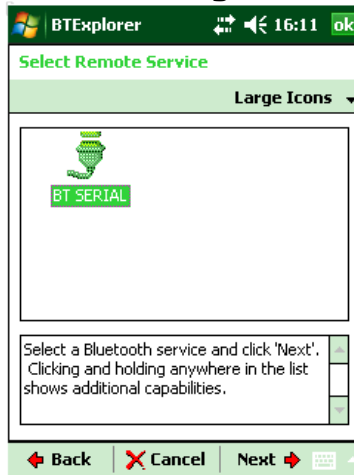 BTExplorer 16:11 ok
Select Remote Service
Large Icons
BT SERIAL
Select a Bluetooth service and click 'Next'.
Clicking and holding anywhere in the list
shows additional capabilities.
Back Cancel Next